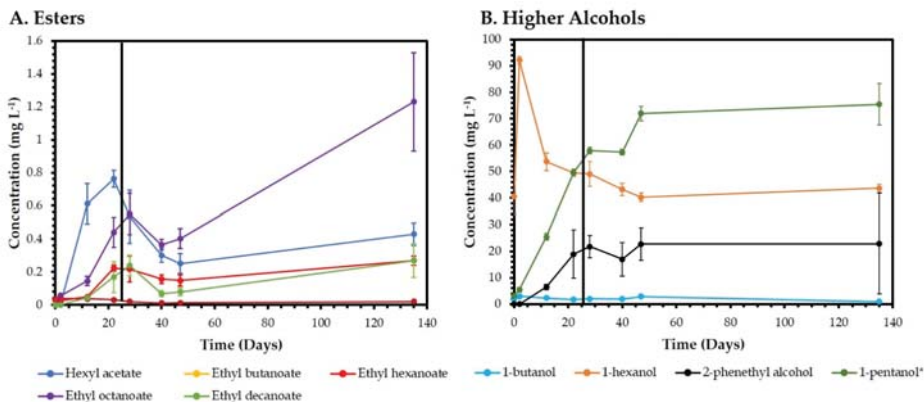 A. Esters
1.6
1.4
1.2
1
0.8
0.6
0.4
0.2
0
Concentration (mg L-1)
0 20 40 60 80 100 120 140
Time (Days)
Hexyl acetate Ethyl butanoate Ethyl hexanoate
Ethyl octanoate Ethyl decanoate
B. Higher Alcohols
100
90
80
70
60
50
40
30
20
10
0
Concentration (mg L-1)
0 20 40 60 80 100 120 140
Time (Days)
1-butanol 1-hexanol 2-phenethyl alcohol 1-pentanol*